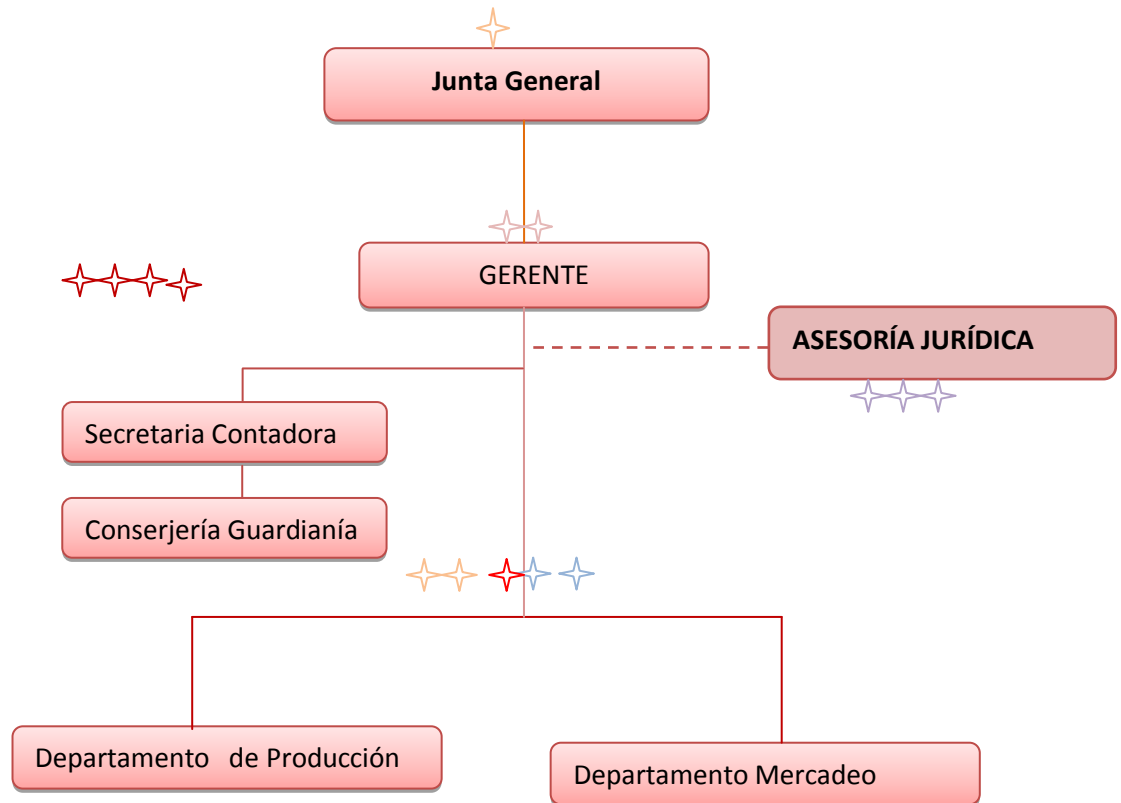 Junta General
GERENTE
ASESORÍA JURÍDICA
Secretaria Contadora
Conserjería Guardianía
Departamento de Producción
Departamento Mercadeo